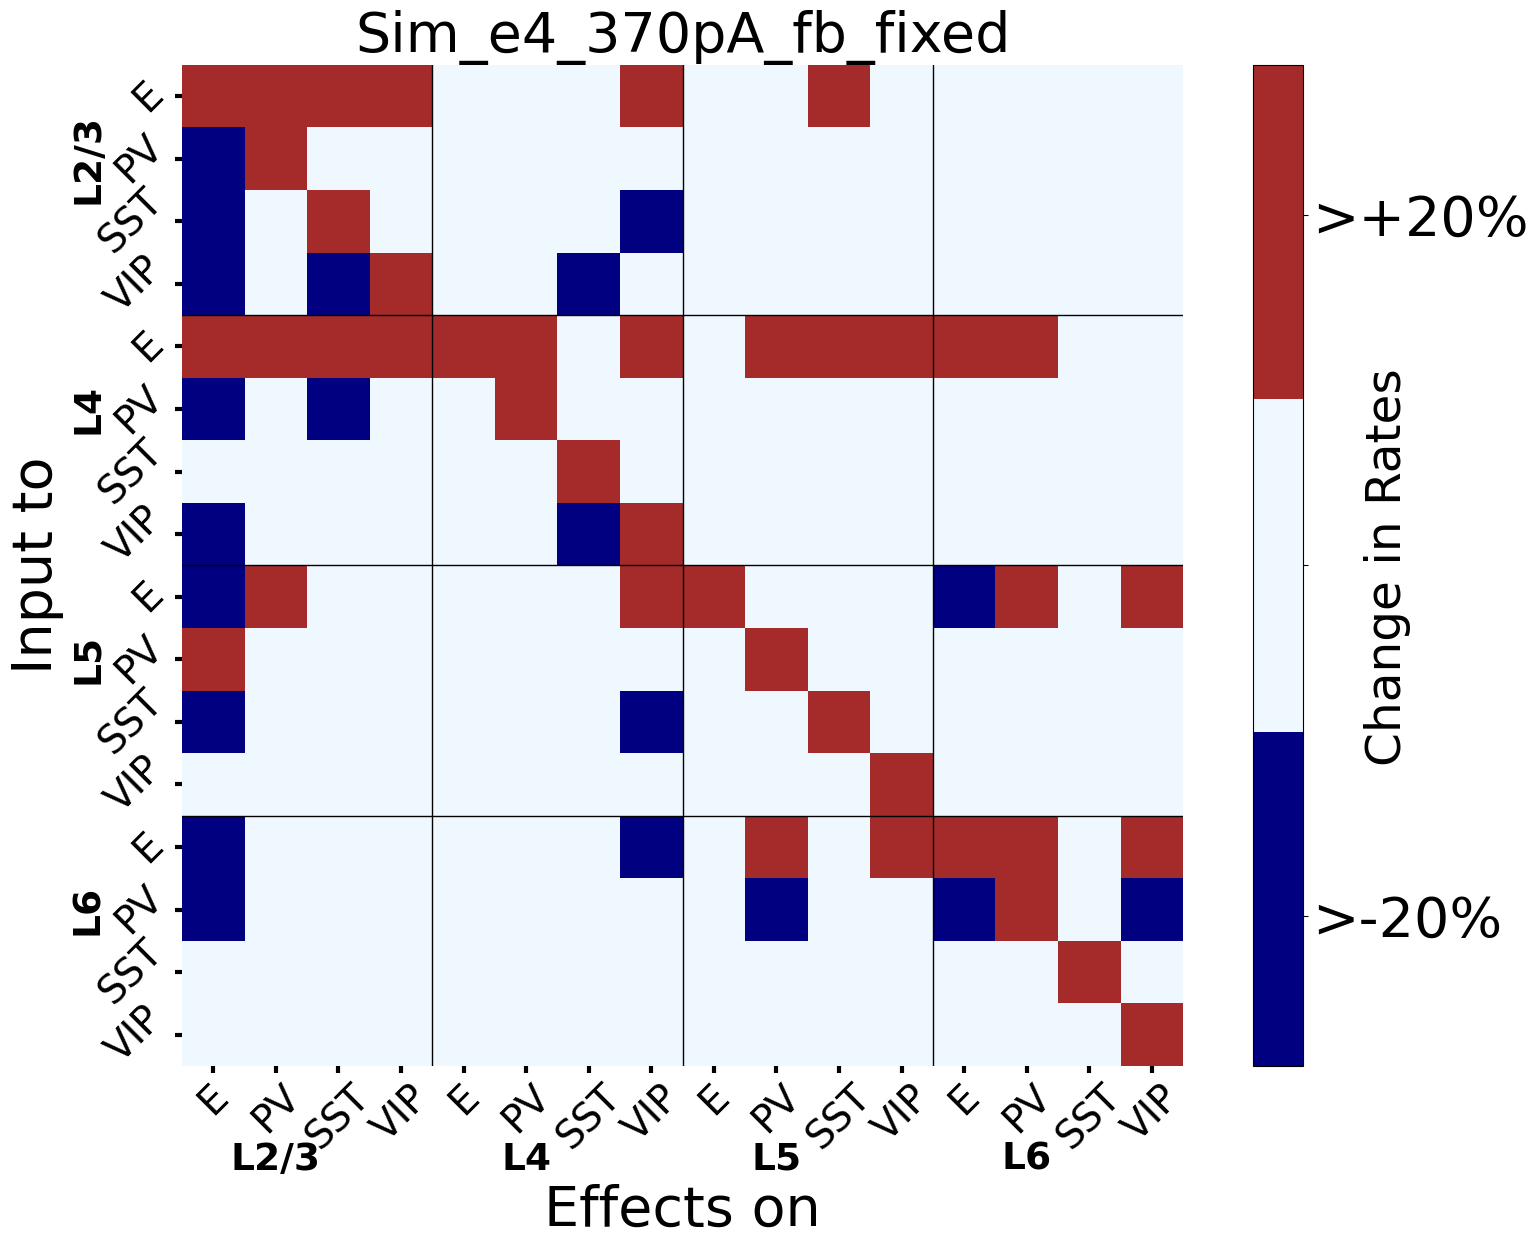 Sim_e4_370pA_fb_fixed
Input to
L2/3
E
PV
SST
VIP
L4
E
PV
SST
VIP
L5
E
PV
SST
VIP
L6
E
PV
SST
VIP
E PV SST VIP E PV SST VIP E PV SST VIP E PV SST VIP
L2/3 L4 L5 L6
Effects on
>+20%
>-20%
Change in Rates